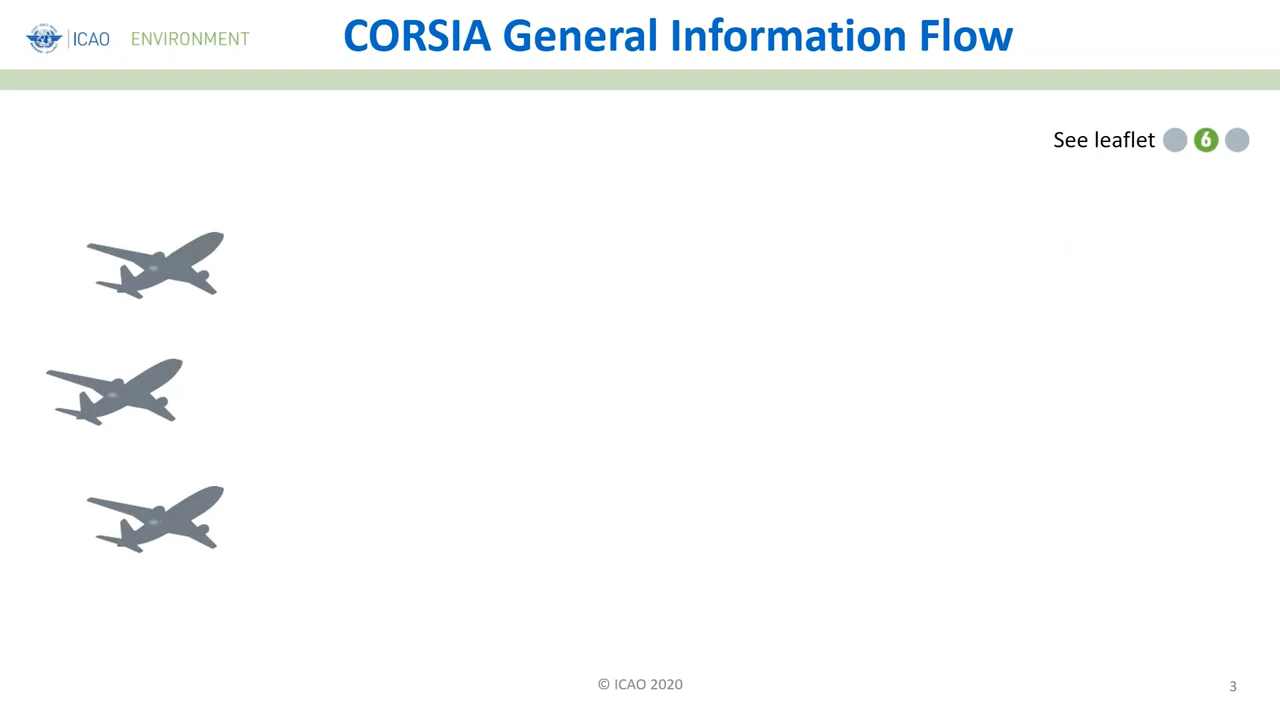 ICAO ENVIRONMENT
CORSIA General Information Flow
See leaflet 6
© ICAO 2020
3